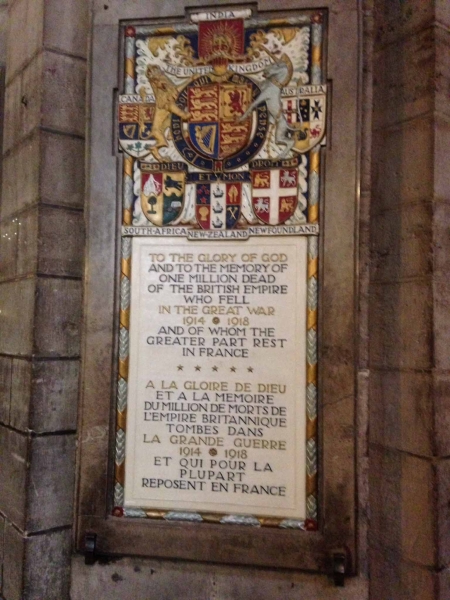 INDIA
THE UNITED KINGDOM
CANADA
AUSTRALIA
DIEU ET MON DROIT
SOUTH·AFRICA NEW·ZEALAND NEWFOUNDLAND
TO THE GLORY OF GOD
AND TO THE MEMORY OF
ONE MILLION DEAD
OF THE BRITISH EMPIRE
WHO FELL
IN THE GREAT WAR
1914 1918
AND OF WHOM THE
GREATER PART REST
IN FRANCE
A LA GLOIRE DE DIEU
ET A LA MEMOIRE
DU MILLION DE MORTS DE
L'EMPIRE BRITANNIQUE
TOMBES DANS
LA GRANDE GUERRE
1914 1918
ET QUI POUR LA
PLUPART
REPOSENT EN FRANCE